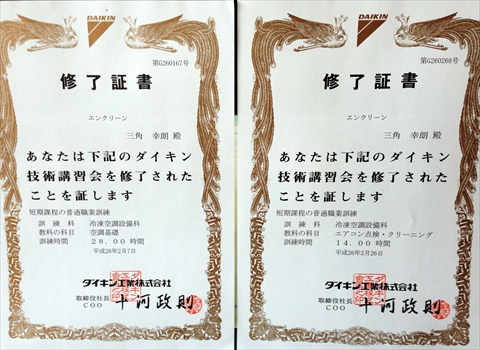 DAIKIN
第G260167号
修了証書
エンクリーン
三角 幸朗 殿
あなたは下記のダイキン
技術講習会を修了された
ことを証します
短期課程の普通職業訓練
訓練科 冷凍空調設備科
教科の科目 空調基礎
訓練時間 28.00時間
平成26年2月7日
ダイキン工業株式会社
取締役社長
COO
十河政則
DAIKIN
第G260268号
修了証書
エンクリーン
三角 幸朗 殿
あなたは下記のダイキン
技術講習会を修了された
ことを証します
短期課程の普通職業訓練
訓練科 冷凍空調設備科
教科の科目 エアコン点検・クリーニング
訓練時間 14.00時間
平成26年2月26日
ダイキン工業株式会社
取締役社長
COO
十河政則